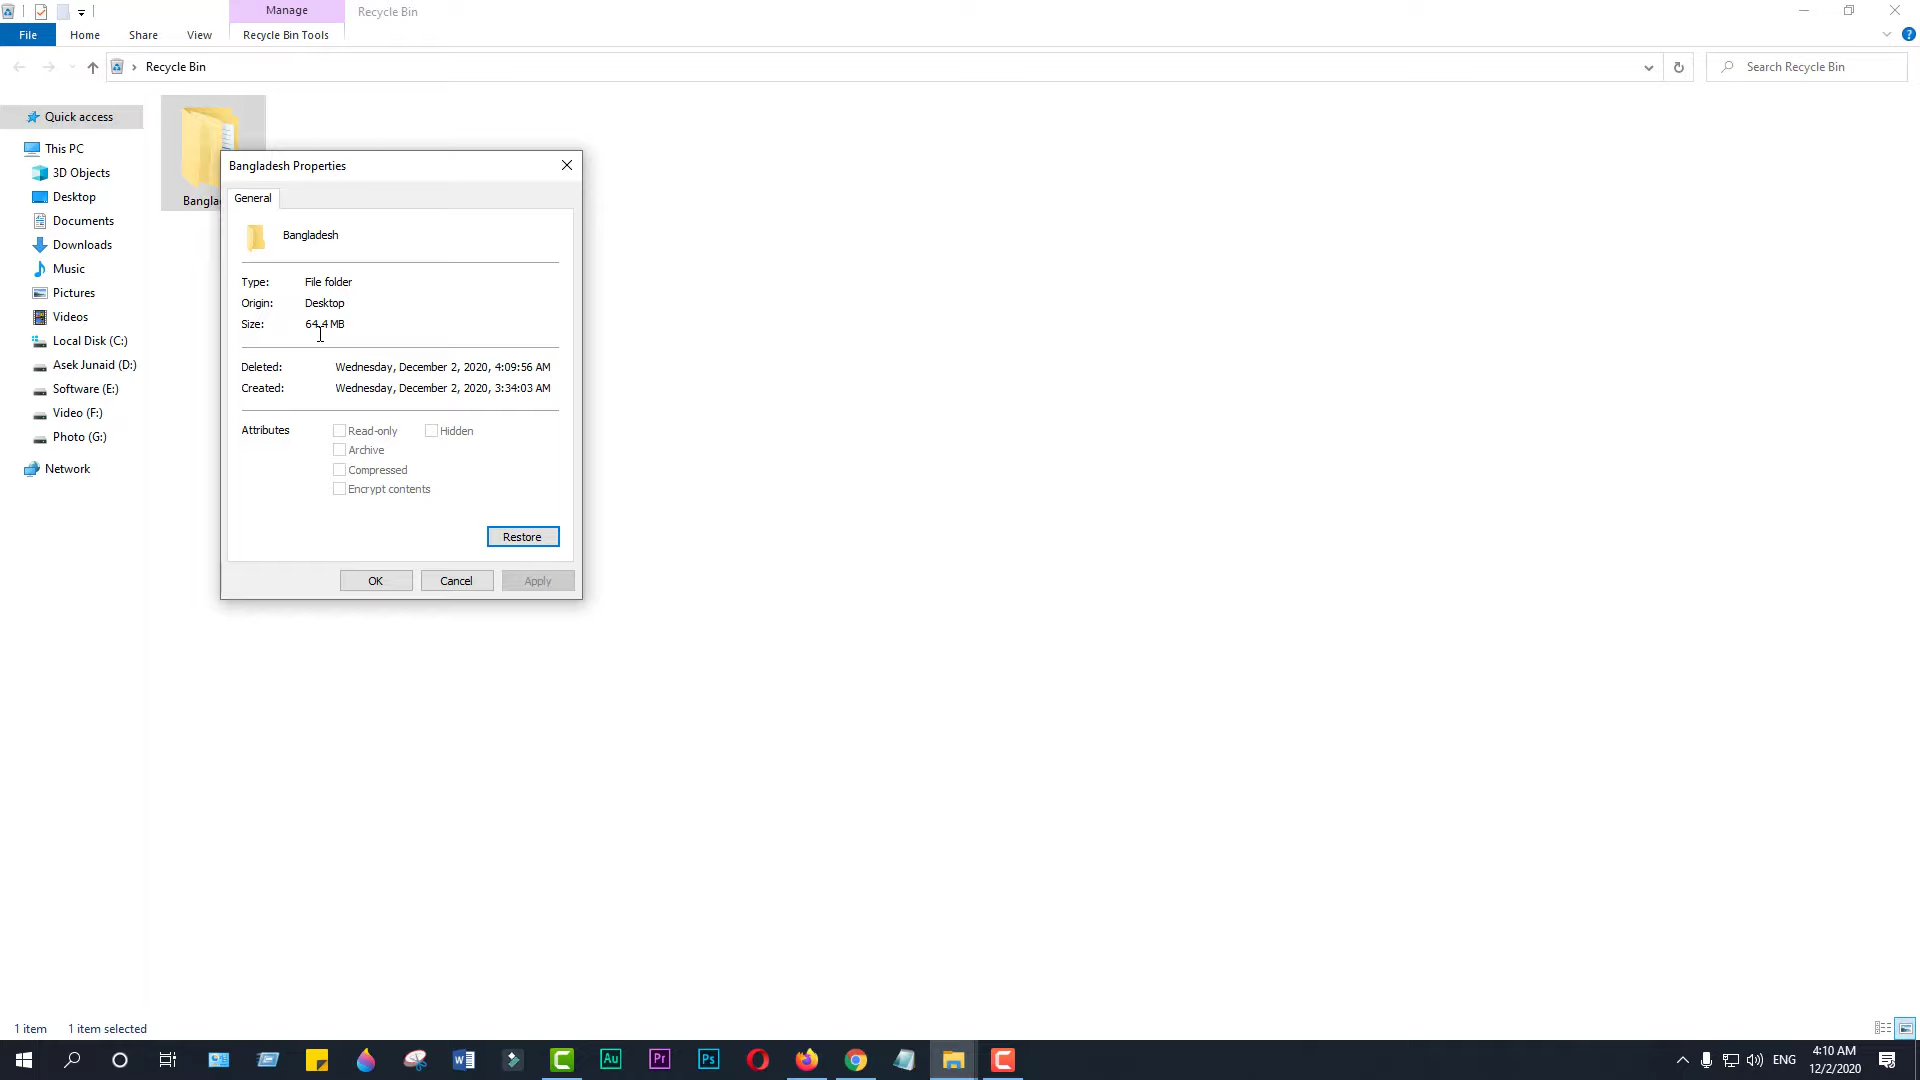 Manage
Recycle Bin
File
Home
Share
View
Recycle Bin Tools
Recycle Bin
Search Recycle Bin
Quick access
This PC
3D Objects
Desktop
Documents
Downloads
Music
Pictures
Videos
Local Disk (C:)
Asek Junaid (D:)
Software (E:)
Video (F:)
Photo (G:)
Network
Bangladesh Properties
General
Bangladesh
Type: File folder
Origin: Desktop
Size: 64.4 MB
Deleted: Wednesday, December 2, 2020, 4:09:56 AM
Created: Wednesday, December 2, 2020, 3:34:03 AM
Attributes
Read-only
Hidden
Archive
Compressed
Encrypt contents
Restore
OK
Cancel
Apply
1 item
1 item selected
Au
Pr
Ps
ENG
4:10 AM
12/2/2020